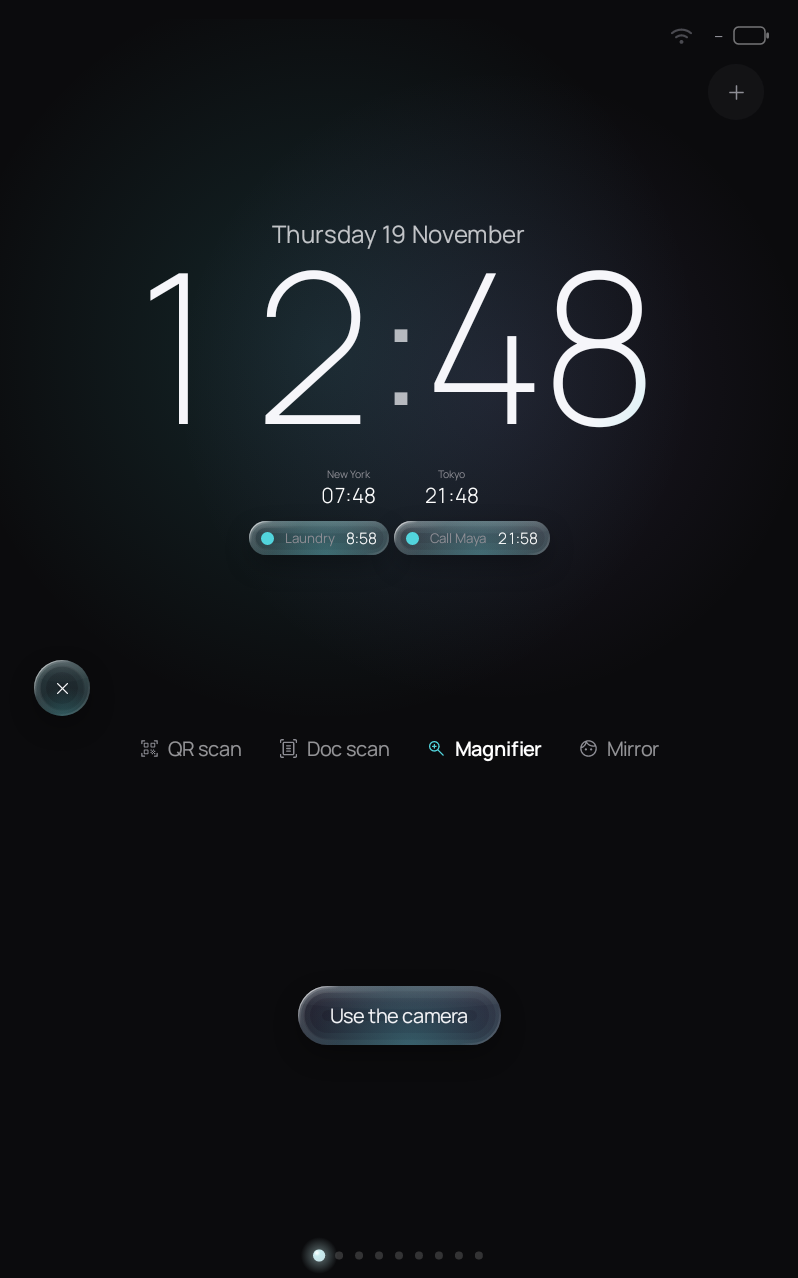 Thursday 19 November
12:48
New York Tokyo
07:48 21:48
Laundry 8:58 Call Maya 21:58
QR scan Doc scan Magnifier Mirror
Use the camera